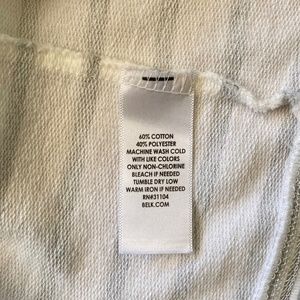 60% COTTON
40% POLYESTER
MACHINE WASH COLD
WITH LIKE COLORS
ONLY NON-CHLORINE
BLEACH IF NEEDED
TUMBLE DRY LOW
WARM IRON IF NEEDED
RN#31104
BELK.COM